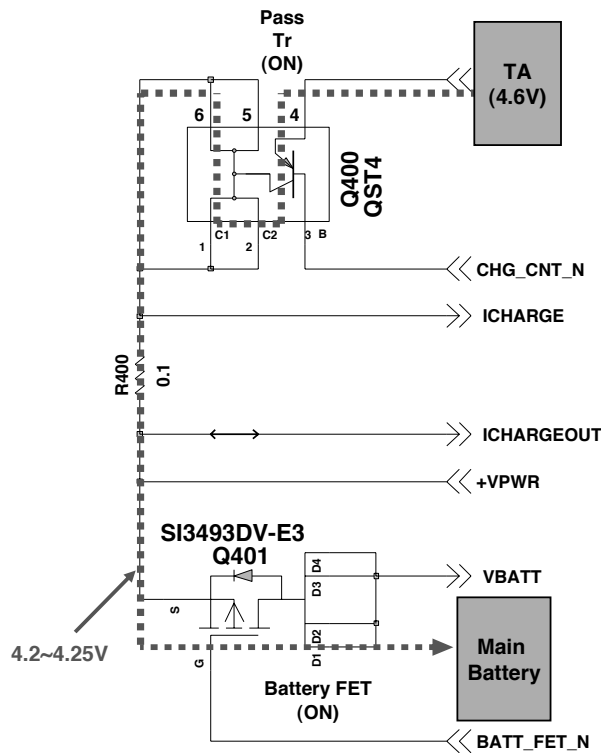 Pass
Tr
(ON)
TA
(4.6V)
6
5
4
Q400
QST4
C1
C2
1
2
3
B
CHG_CNT_N
ICHARGE
R400
0.1
ICHARGEOUT
+VPWR
SI3493DV-E3
Q401
D4
D3
VBATT
S
D2
D1
G
4.2~4.25V
Main
Battery
Battery FET
(ON)
BATT_FET_N